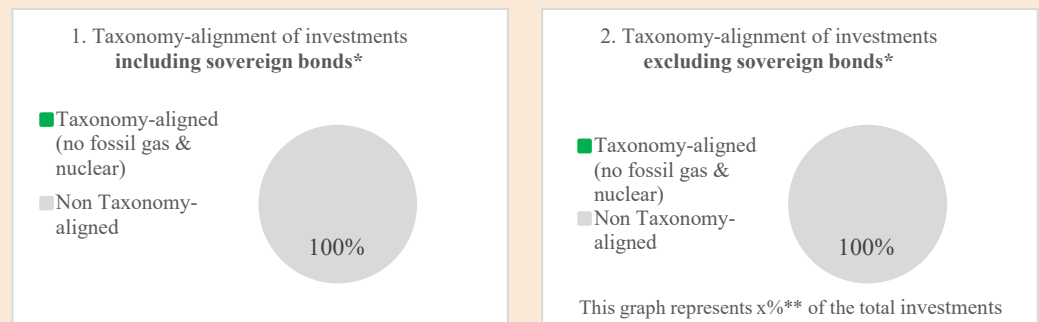 1. Taxonomy-alignment of investments
including sovereign bonds*
Taxonomy-aligned
(no fossil gas &
nuclear)
Non Taxonomy-
aligned
100%
2. Taxonomy-alignment of investments
excluding sovereign bonds*
Taxonomy-aligned
(no fossil gas &
nuclear)
Non Taxonomy-
aligned
100%
This graph represents x%** of the total investments